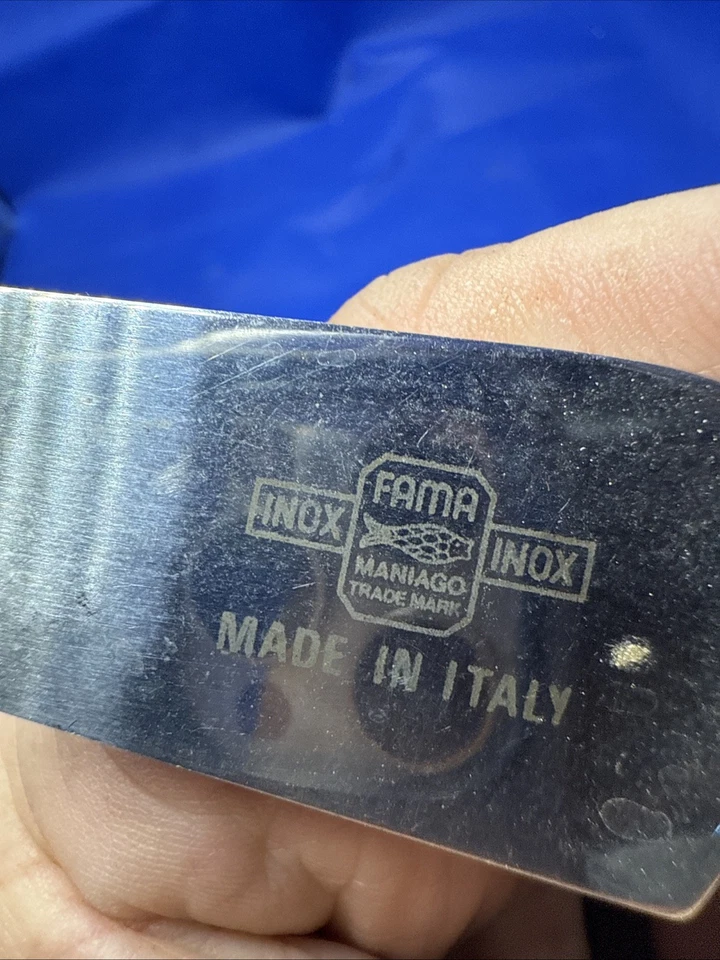 FAMA
INOX INOX
MANIAGO
TRADE MARK
MADE IN ITALY